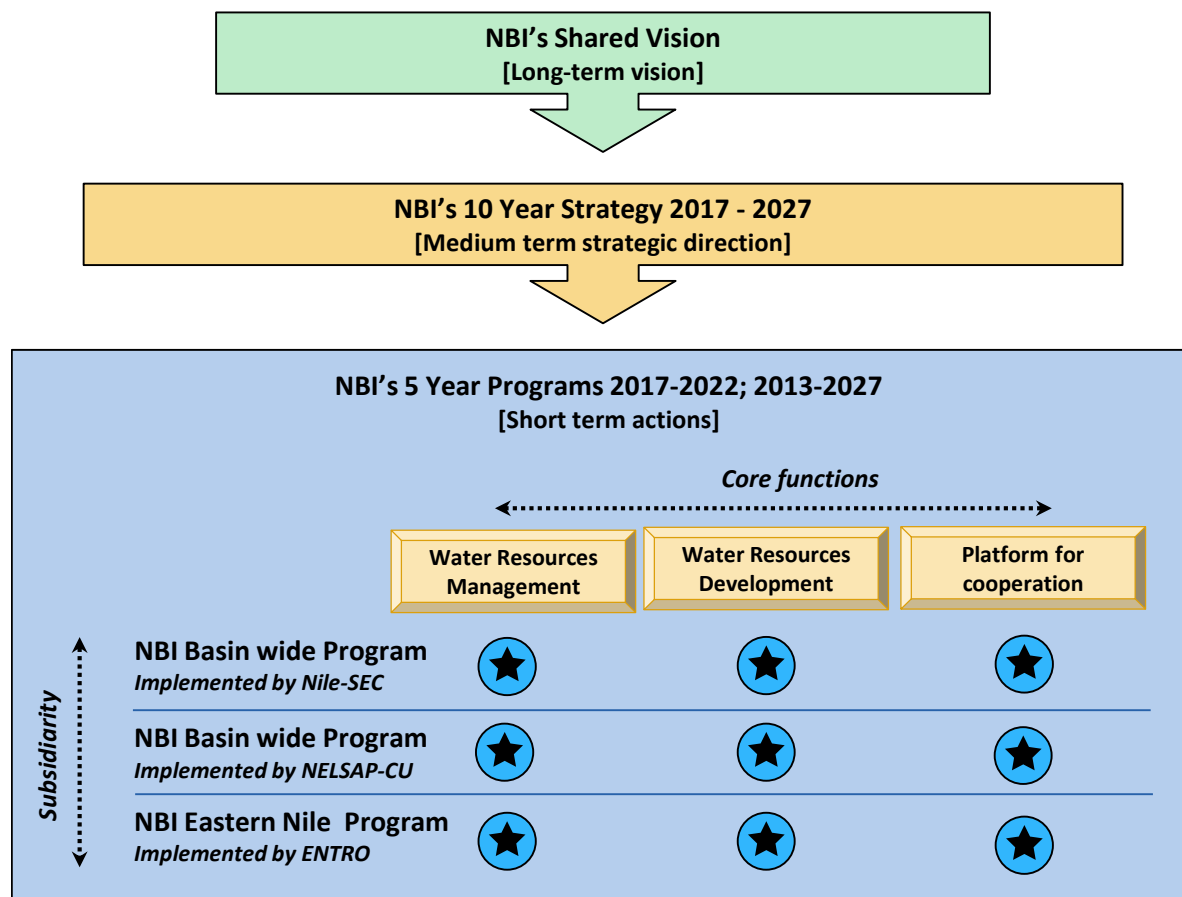 NBI’s Shared Vision
[Long-term vision]
NBI’s 10 Year Strategy 2017 - 2027
[Medium term strategic direction]
NBI’s 5 Year Programs 2017-2022; 2013-2027
[Short term actions]
Core functions
Water Resources
Management
Water Resources
Development
Platform for
cooperation
Subsidiarity
NBI Basin wide Program
Implemented by Nile-SEC
NBI Basin wide Program
Implemented by NELSAP-CU
NBI Eastern Nile  Program
Implemented by ENTRO